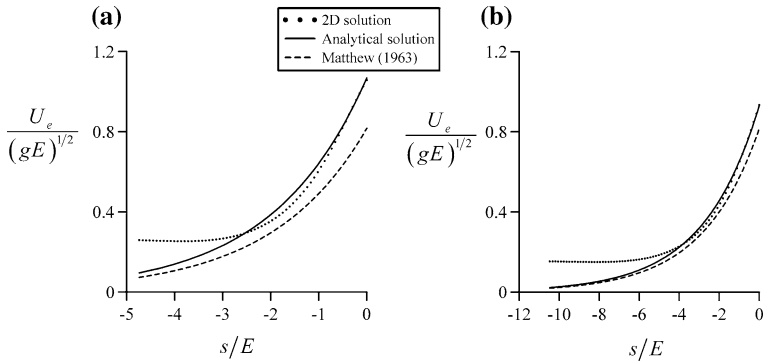 (a)
2D solution
Analytical solution
Matthew (1963)
(b)
U_e
(gE)^{1/2}
1.2
0.8
0.4
0
-5 -4 -3 -2 -1 0
s/E
U_e
(gE)^{1/2}
1.2
0.8
0.4
0
-12 -10 -8 -6 -4 -2 0
s/E